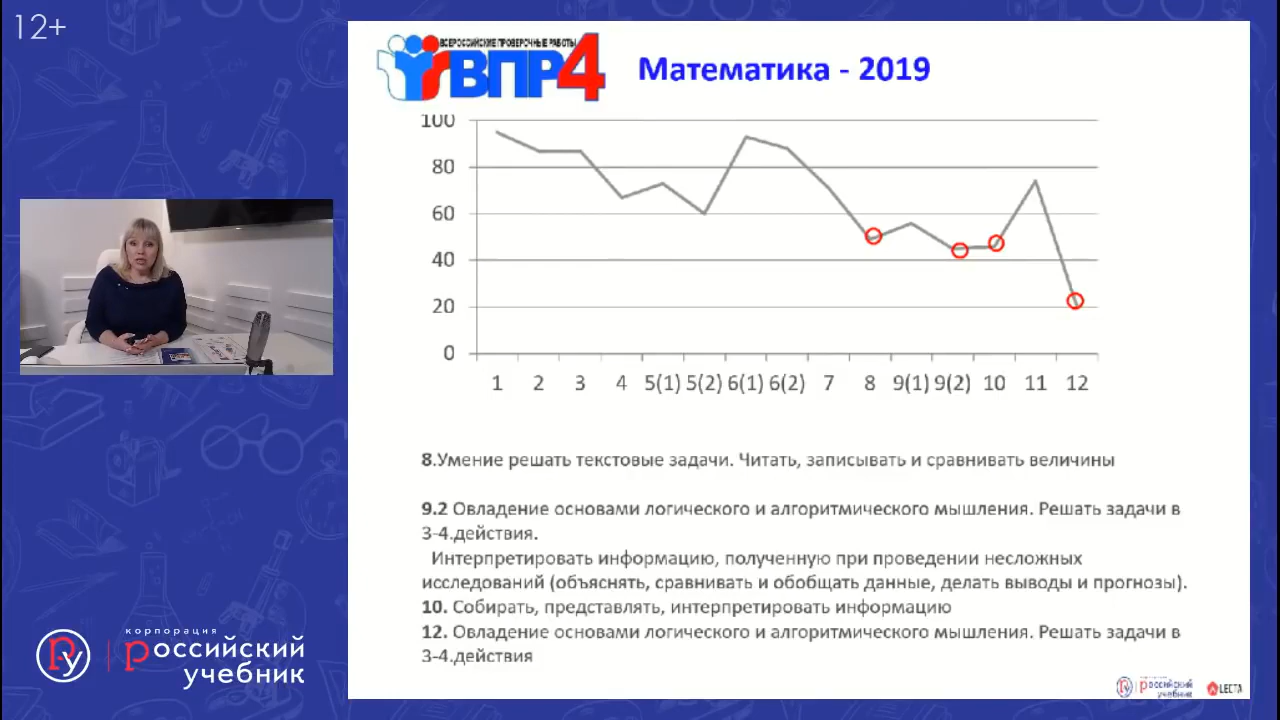 12+
ВСЕРОССИЙСКИЕ ПРОВЕРОЧНЫЕ РАБОТЫ
ВПР4
Математика - 2019
100
80
60
40
20
0
1 2 3 4 5(1) 5(2) 6(1) 6(2) 7 8 9(1) 9(2) 10 11 12
8.Умение решать текстовые задачи. Читать, записывать и сравнивать величины
9.2 Овладение основами логического и алгоритмического мышления. Решать задачи в
3-4.действия.
Интерпретировать информацию, полученную при проведении несложных
исследований (объяснять, сравнивать и обобщать данные, делать выводы и прогнозы).
10. Собирать, представлять, интерпретировать информацию
12. Овладение основами логического и алгоритмического мышления. Решать задачи в
3-4.действия
Ру
корпорация
российский
учебник
российский
учебник
LECTA